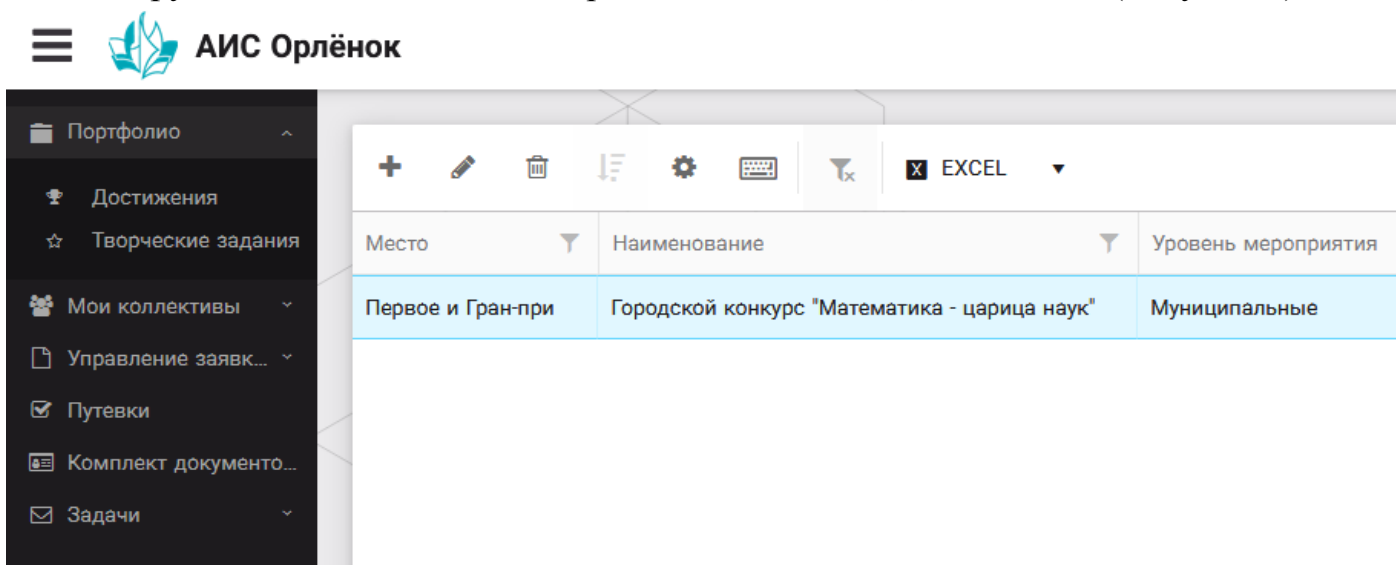 АИС Орлёнок
Портфолио
Достижения
Творческие задания
Мои коллективы
Управление заявк...
Путевки
Комплект документо...
Задачи
EXCEL
Место Наименование Уровень мероприятия
Первое и Гран-при Городской конкурс "Математика - царица наук" Муниципальные